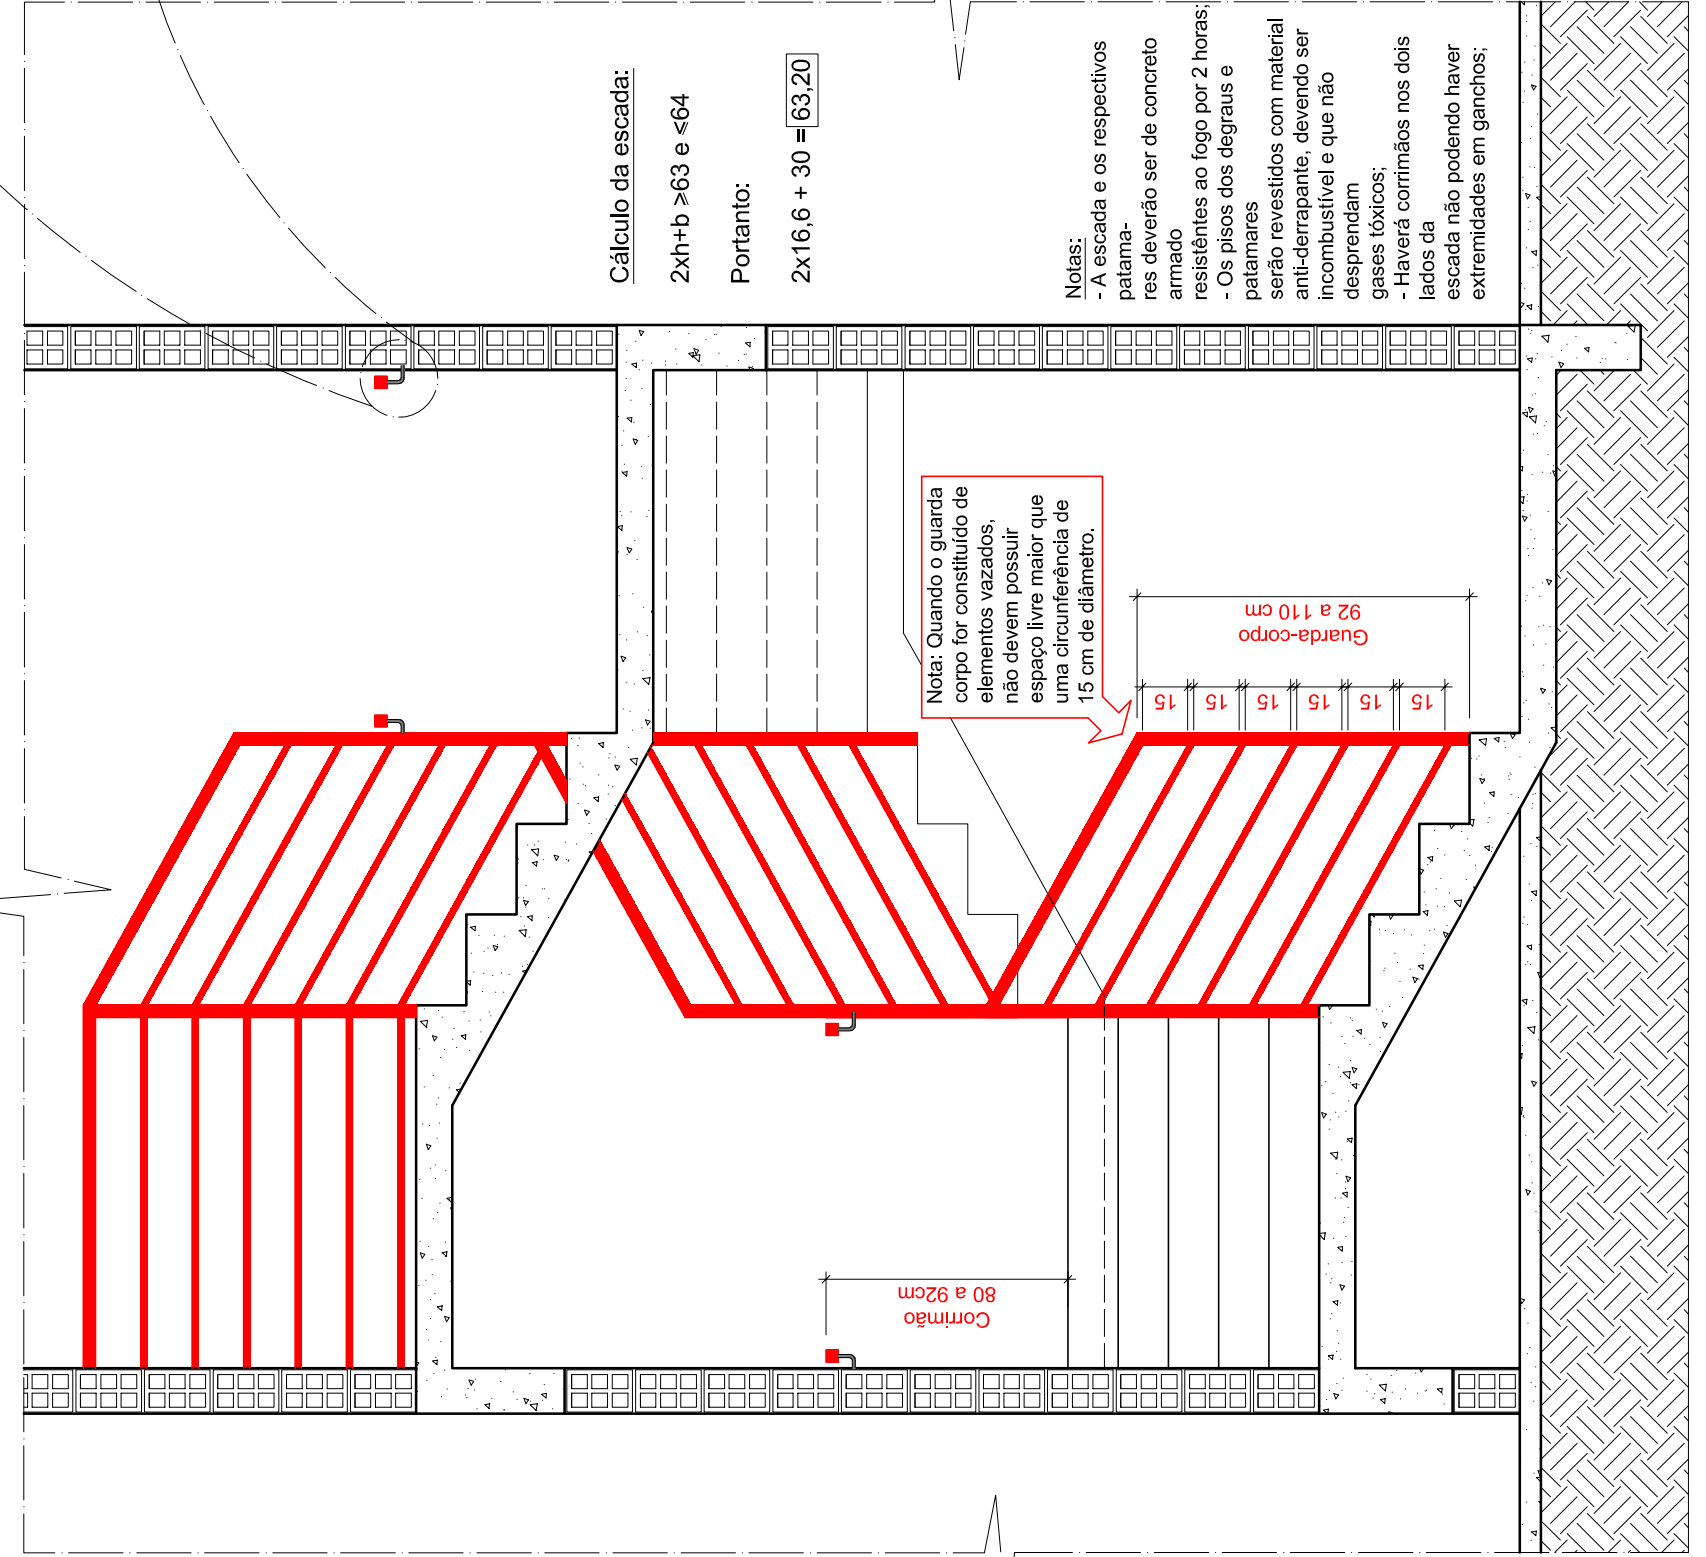 Cálculo da escada:
2xh+b ≥63 e ≤64
Portanto:
2x16,6 + 30 = 63,20
Notas:
- A escada e os respectivos
patama-
res deverão ser de concreto
armado
resistêntes ao fogo por 2 horas;
- Os pisos dos degraus e
patamares
serão revestidos com material
anti-derrapante, devendo ser
incombustível e que não
desprendam
gases tóxicos;
- Haverá corrimãos nos dois
lados da
escada não podendo haver
extremidades em ganchos;
Nota: Quando o guarda
corpo for constituído de
elementos vazados,
não devem possuir
espaço livre maior que
uma circunferência de
15 cm de diâmetro.
Guarda-corpo
92 a 110 cm
15
15
15
15
15
15
Corrimão
80 a 92cm